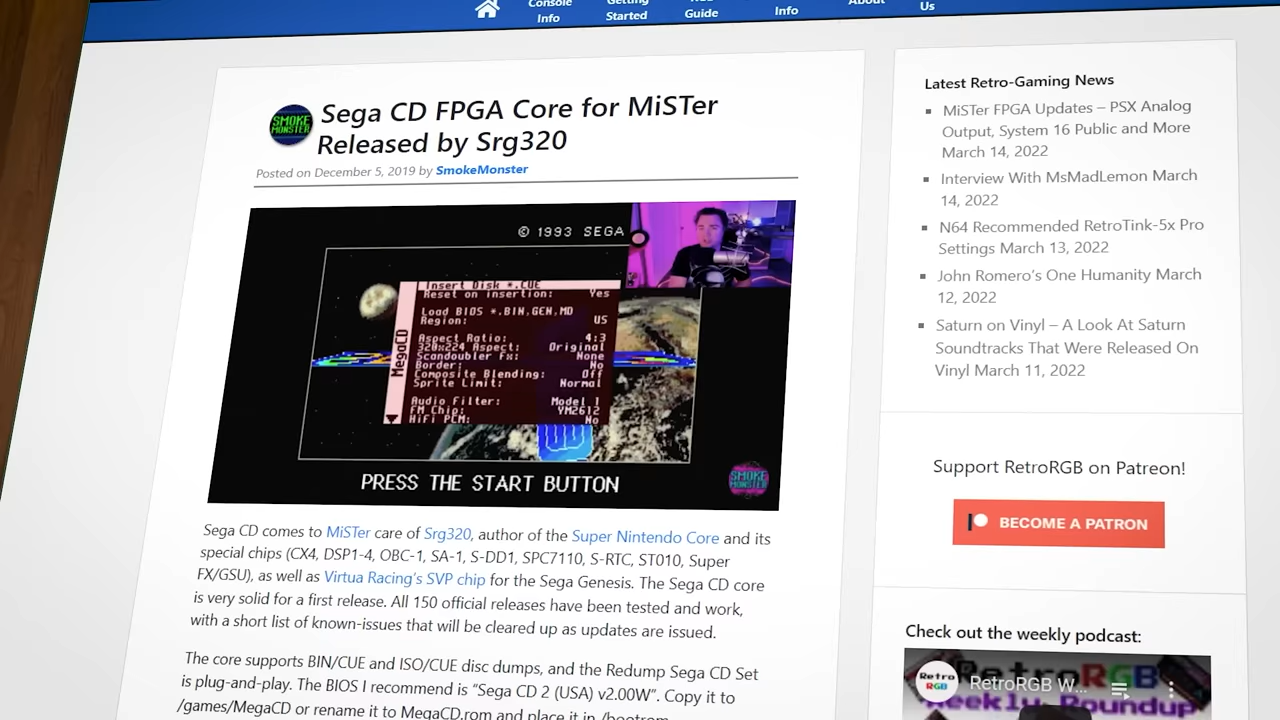 Console
Info
Getting
Started
Guide
Info
About
Us
SMOKE
MONSTER
Sega CD FPGA Core for MiSTer
Released by Srg320
Posted on December 5, 2019 by SmokeMonster
© 1993 SEGA
Insert Disk *.CUE
Reset on insertion: Yes
Load BIOS *.BIN,GEN,MD
Region: US
Aspect Ratio: 4:3
320x224 Aspect: Original
Scandoubler Fx: None
Border: No
Composite Blending: Off
Sprite Limit: Normal
Audio Filter: Model 1
FM Chip: YM2612
HiFi PCM: No
MegaCD
PRESS THE START BUTTON
SMOKE
MONSTER
Sega CD comes to MiSTer care of Srg320, author of the Super Nintendo Core and its
special chips (CX4, DSP1-4, OBC-1, SA-1, S-DD1, SPC7110, S-RTC, ST010, Super
FX/GSU), as well as Virtua Racing's SVP chip for the Sega Genesis. The Sega CD core
is very solid for a first release. All 150 official releases have been tested and work,
with a short list of known-issues that will be cleared up as updates are issued.
The core supports BIN/CUE and ISO/CUE disc dumps, and the Redump Sega CD Set
is plug-and-play. The BIOS I recommend is "Sega CD 2 (USA) v2.00W". Copy it to
/games/MegaCD or rename it to MegaCD.rom and place it in /bootrom
Latest Retro-Gaming News
MiSTer FPGA Updates – PSX Analog
Output, System 16 Public and More
March 14, 2022
Interview With MsMadLemon March
14, 2022
N64 Recommended RetroTink-5x Pro
Settings March 13, 2022
John Romero's One Humanity March
12, 2022
Saturn on Vinyl – A Look At Saturn
Soundtracks That Were Released On
Vinyl March 11, 2022
Support RetroRGB on Patreon!
BECOME A PATRON
Check out the weekly podcast:
Retro
RGB
RetroRGB W...
RetroRGB
Weekly Roundup